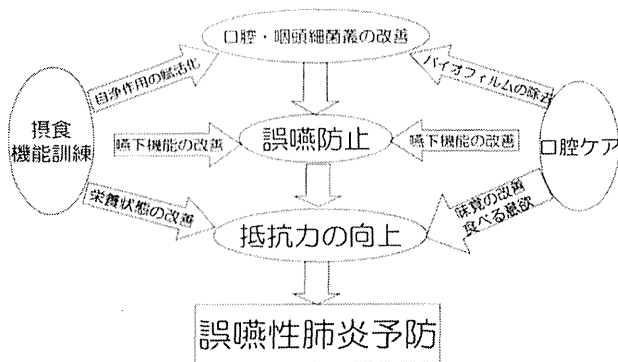 口腔・咽頭細菌叢の改善
自浄作用の賦活化
バイオフィルムの除去
摂食
機能訓練
嚥下機能の改善
誤嚥防止
嚥下機能の改善
口腔ケア
栄養状態の改善
味覚の改善
食べる意欲
抵抗力の向上
誤嚥性肺炎予防